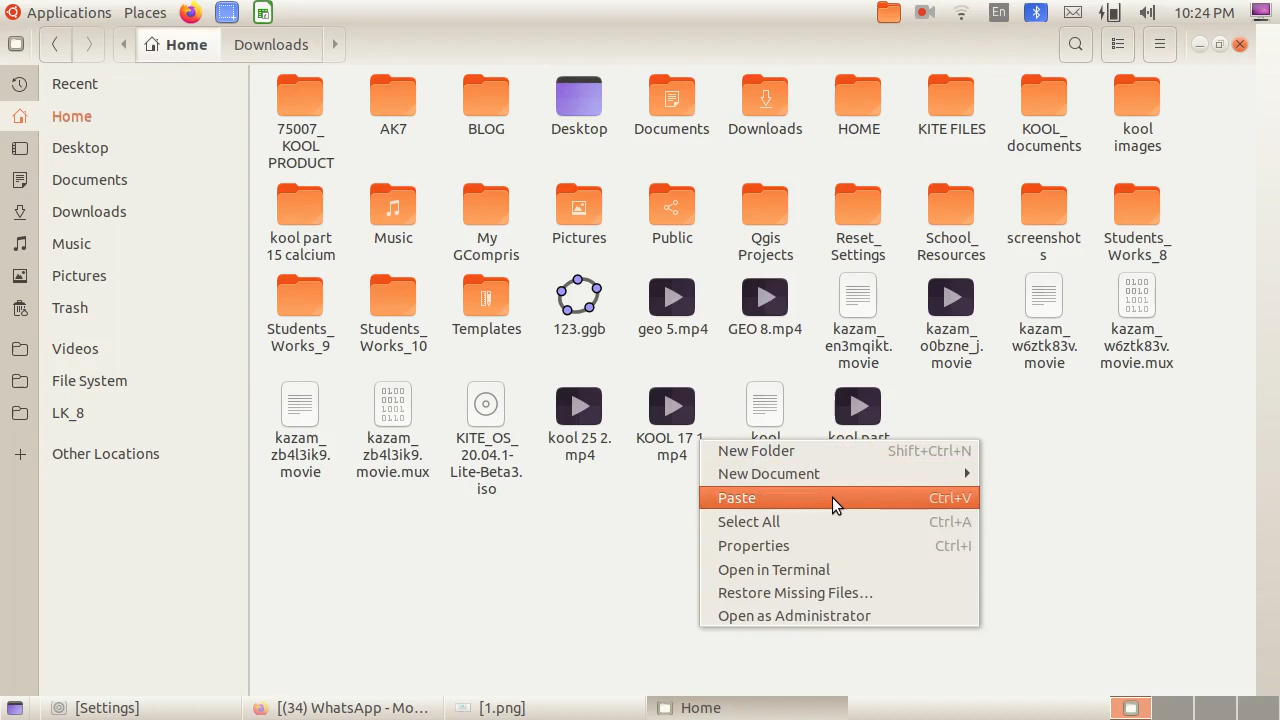 Applications Places En 10:24 PM
Home Downloads
Recent
Home
Desktop
Documents
Downloads
Music
Pictures
Trash
Videos
File System
LK_8
Other Locations
75007_
KOOL
PRODUCT
AK7
BLOG
Desktop
Documents
Downloads
HOME
KITE FILES
KOOL_
documents
kool
images
kool part
15 calcium
Music
My
GCompris
Pictures
Public
Qgis
Projects
Reset_
Settings
School_
Resources
screenshot
s
Students_
Works_8
Students_
Works_9
Students_
Works_10
Templates
123.ggb
geo 5.mp4
GEO 8.mp4
kazam_
en3mqikt.
movie
kazam_
o0bzne_j.
movie
kazam_
w6ztk83v.
movie
kazam_
w6ztk83v.
movie.mux
kazam_
zb4l3ik9.
movie
kazam_
zb4l3ik9.
movie.mux
KITE_OS_
20.04.1-
Lite-Beta3.
iso
kool 25 2.
mp4
KOOL 17 1.
mp4
kool
kool part
New Folder Shift+Ctrl+N
New Document
Paste Ctrl+V
Select All Ctrl+A
Properties Ctrl+I
Open in Terminal
Restore Missing Files...
Open as Administrator
[Settings] [(34) WhatsApp - Mo... [1.png] Home